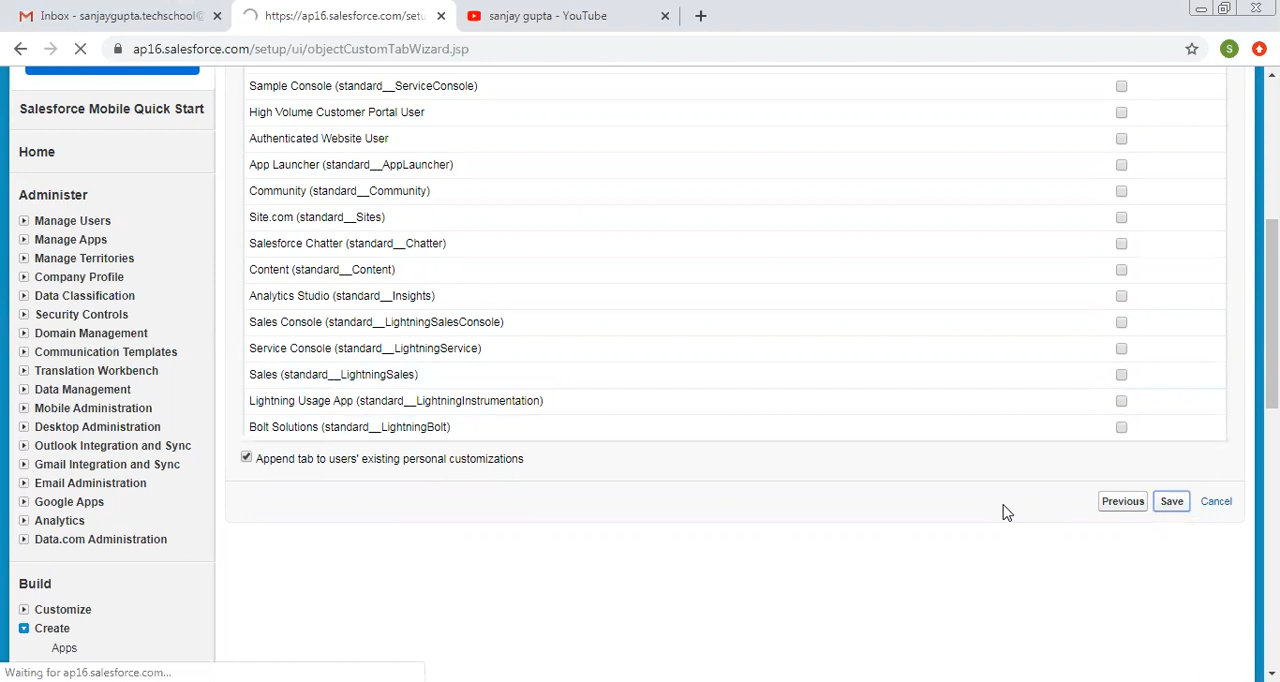 Inbox - sanjaygupta.techschool@
https://ap16.salesforce.com/setu
sanjay gupta - YouTube
ap16.salesforce.com/setup/ui/objectCustomTabWizard.jsp
S
Salesforce Mobile Quick Start
Home
Administer
Manage Users
Manage Apps
Manage Territories
Company Profile
Data Classification
Security Controls
Domain Management
Communication Templates
Translation Workbench
Data Management
Mobile Administration
Desktop Administration
Outlook Integration and Sync
Gmail Integration and Sync
Email Administration
Google Apps
Analytics
Data.com Administration
Build
Customize
Create
Apps
Sample Console (standard__ServiceConsole)
High Volume Customer Portal User
Authenticated Website User
App Launcher (standard__AppLauncher)
Community (standard__Community)
Site.com (standard__Sites)
Salesforce Chatter (standard__Chatter)
Content (standard__Content)
Analytics Studio (standard__Insights)
Sales Console (standard__LightningSalesConsole)
Service Console (standard__LightningService)
Sales (standard__LightningSales)
Lightning Usage App (standard__LightningInstrumentation)
Bolt Solutions (standard__LightningBolt)
Append tab to users' existing personal customizations
Previous Save Cancel
Waiting for ap16.salesforce.com...